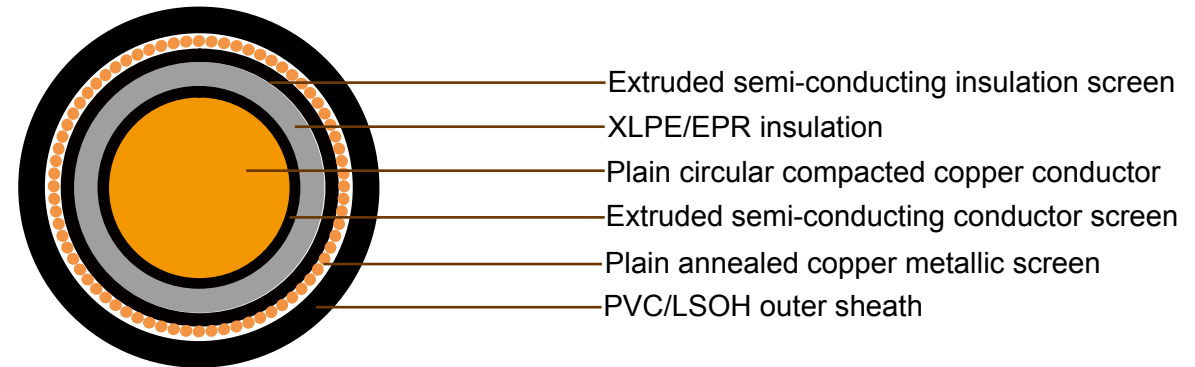 Extruded semi-conducting insulation screen
XLPE/EPR insulation
Plain circular compacted copper conductor
Extruded semi-conducting conductor screen
Plain annealed copper metallic screen
PVC/LSOH outer sheath